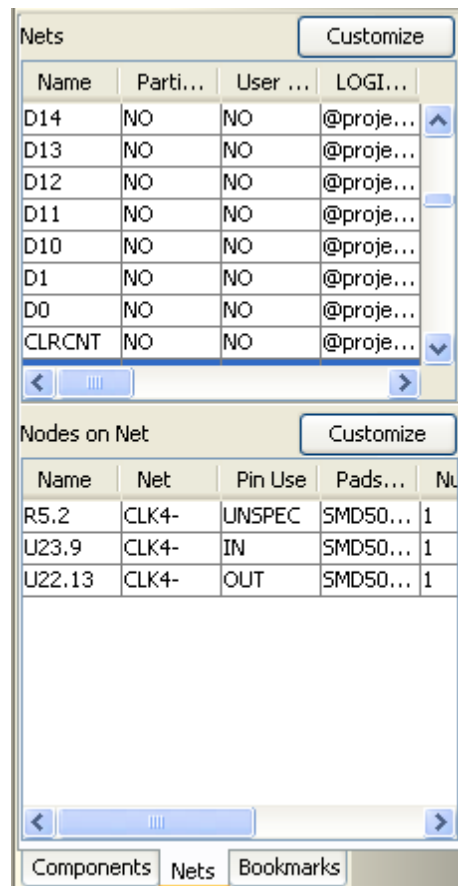 Nets Customize
Name Parti... User ... LOGI...
D14 NO NO @proje...
D13 NO NO @proje...
D12 NO NO @proje...
D11 NO NO @proje...
D10 NO NO @proje...
D1 NO NO @proje...
D0 NO NO @proje...
CLRCNT NO NO @proje...
Nodes on Net Customize
Name Net Pin Use Pads... Nu
R5.2 CLK4- UNSPEC SMD50... 1
U23.9 CLK4- IN SMD50... 1
U22.13 CLK4- OUT SMD50... 1
Components Nets Bookmarks